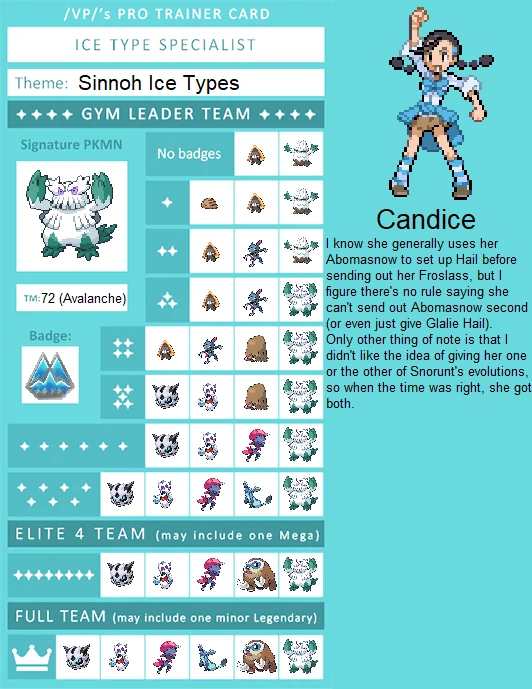 /VP/'s PRO TRAINER CARD
ICE TYPE SPECIALIST
Theme: Sinnoh Ice Types
GYM LEADER TEAM
Signature PKMN
No badges
TM:72 (Avalanche)
Badge:
ELITE 4 TEAM (may include one Mega)
FULL TEAM (may include one minor Legendary)
Candice
I know she generally uses her
Abomasnow to set up Hail before
sending out her Froslass, but I
figure there's no rule saying she
can't send out Abomasnow second
(or even just give Glalie Hail).
Only other thing of note is that I
didn't like the idea of giving her one
or the other of Snorunt's evolutions,
so when the time was right, she got
both.